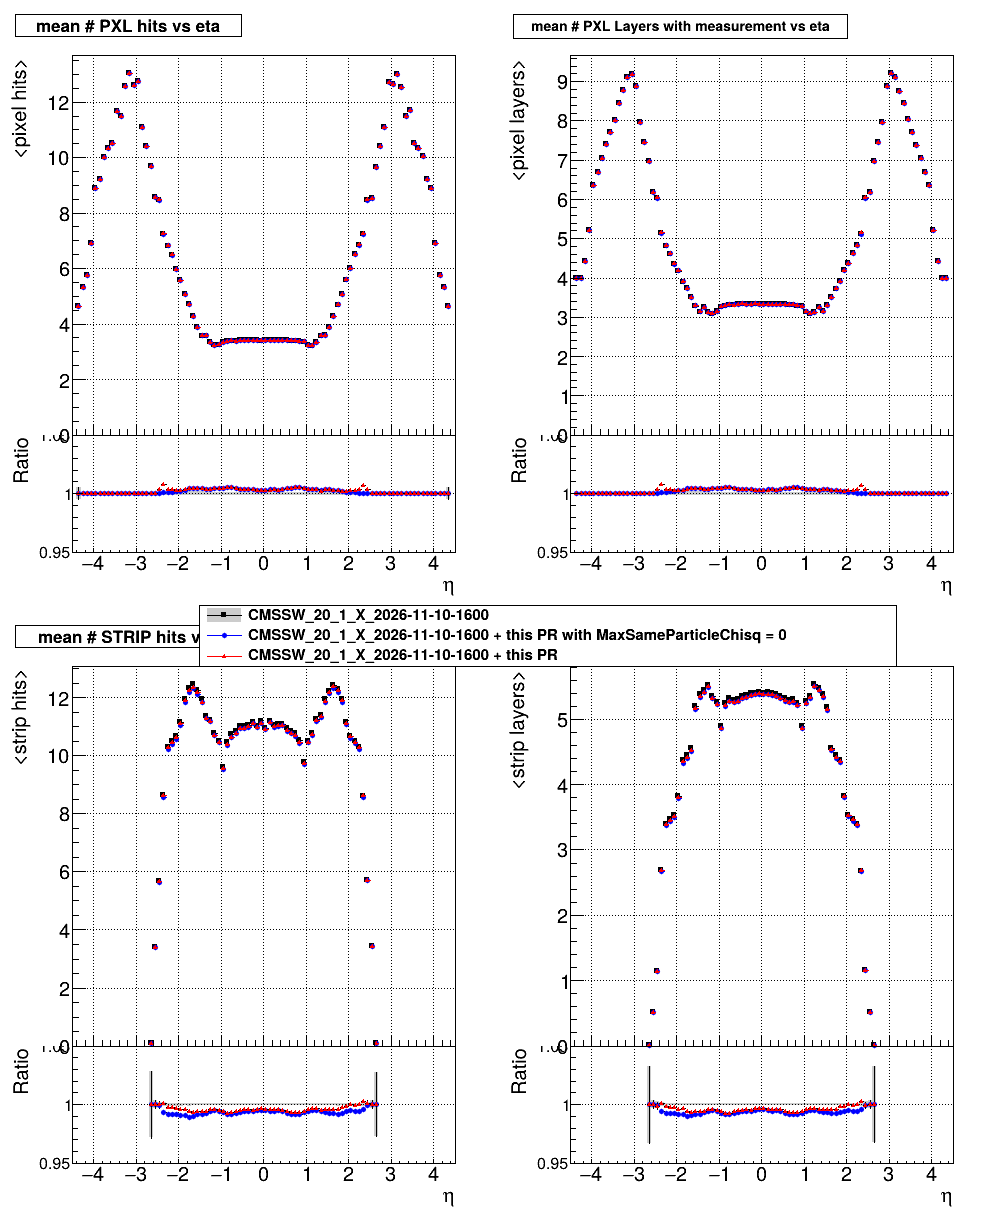 mean # PXL hits vs eta
<pixel hits>
12
10
8
6
4
2
0
Ratio
1
0.95
−4 −3 −2 −1 0 1 2 3 4
η
mean # PXL Layers with measurement vs eta
<pixel layers>
9
8
7
6
5
4
3
2
1
0
Ratio
1
0.95
−4 −3 −2 −1 0 1 2 3 4
η
CMSSW_20_1_X_2026-11-10-1600
CMSSW_20_1_X_2026-11-10-1600 + this PR with MaxSameParticleChisq = 0
CMSSW_20_1_X_2026-11-10-1600 + this PR
mean # STRIP hits v
<strip hits>
12
10
8
6
4
2
0
Ratio
1
0.95
−4 −3 −2 −1 0 1 2 3 4
η
<strip layers>
5
4
3
2
1
0
Ratio
1
0.95
−4 −3 −2 −1 0 1 2 3 4
η